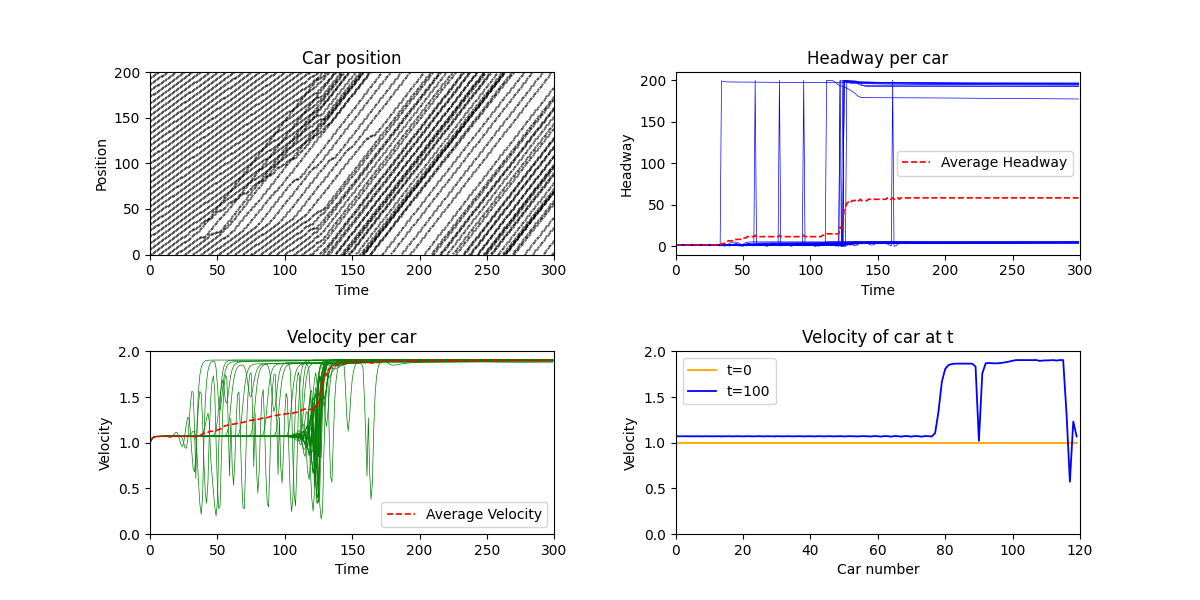 Car position
200
150
100
50
0
Position
0 50 100 150 200 250 300
Time
Headway per car
200
150
100
50
0
Headway
Average Headway
0 50 100 150 200 250 300
Time
Velocity per car
2.0
1.5
1.0
0.5
0.0
Velocity
Average Velocity
0 50 100 150 200 250 300
Time
Velocity of car at t
2.0
1.5
1.0
0.5
0.0
Velocity
t=0
t=100
0 20 40 60 80 100 120
Car number